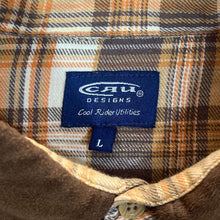 CAU®
DESIGNS
Cool Rider Utilities
L